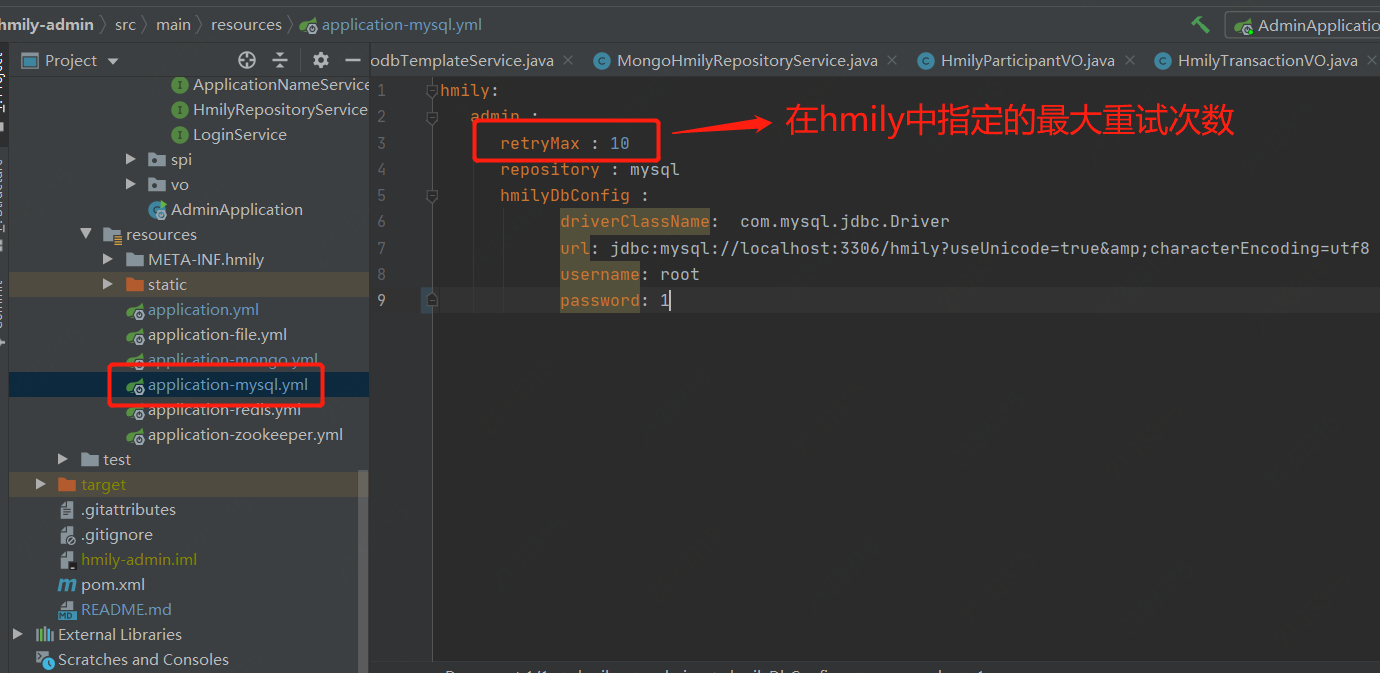 hmily-admin 〉 src 〉 main 〉 resources 〉 application-mysql.yml
Project
odbTemplateService.java
MongoHmilyRepositoryService.java
HmilyParticipantVO.java
HmilyTransactionVO.java
ApplicationNameService
HmilyRepositoryService
LoginService
spi
vo
AdminApplication
resources
META-INF.hmily
static
application.yml
application-file.yml
application-mongo.yml
application-mysql.yml
application-redis.yml
application-zookeeper.yml
test
target
.gitattributes
.gitignore
hmily-admin.iml
pom.xml
README.md
External Libraries
Scratches and Consoles
1 hmily:
2 admin :
3 retryMax : 10
4 repository : mysql
5 hmilyDbConfig :
6 driverClassName: com.mysql.jdbc.Driver
7 url: jdbc:mysql://localhost:3306/hmily?useUnicode=true&amp;characterEncoding=utf8
8 username: root
9 password: 1
在hmily中指定的最大重试次数